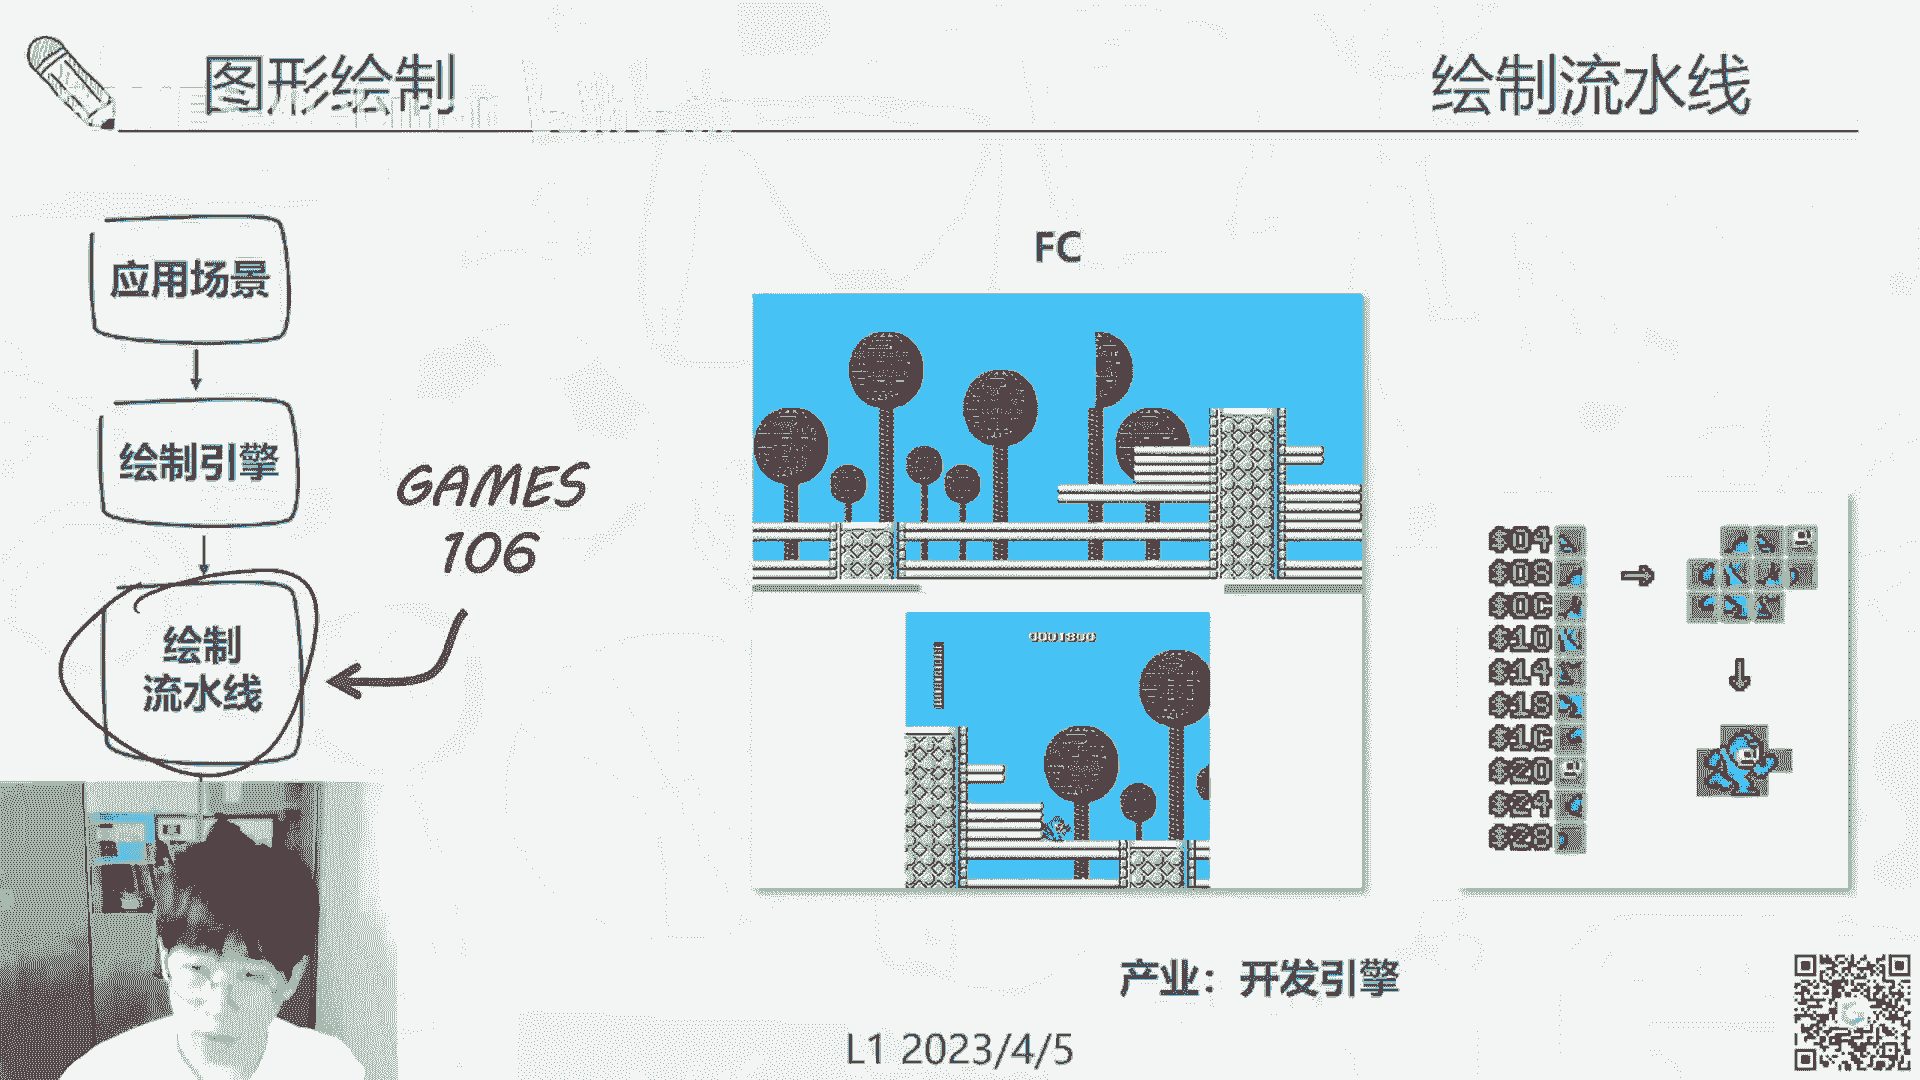 图形绘制
绘制流水线
应用场景
绘制引擎
绘制
流水线
GAMES
106
FC
0001800
$04
$08
$0C
$10
$14
$18
$1C
$20
$24
$28
产业：开发引擎
L1 2023/4/5